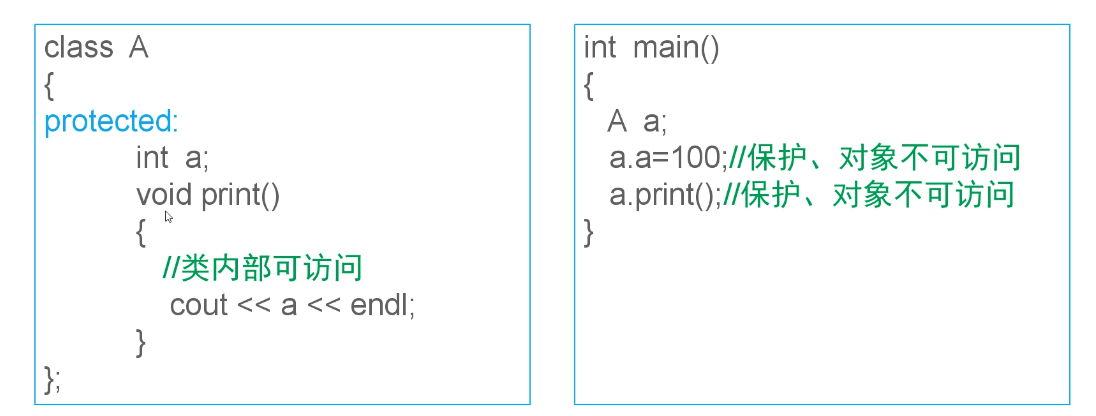 class A
{
protected:
int a;
void print()
{
//类内部可访问
cout << a << endl;
}
};
int main()
{
A a;
a.a=100;//保护、对象不可访问
a.print();//保护、对象不可访问
}